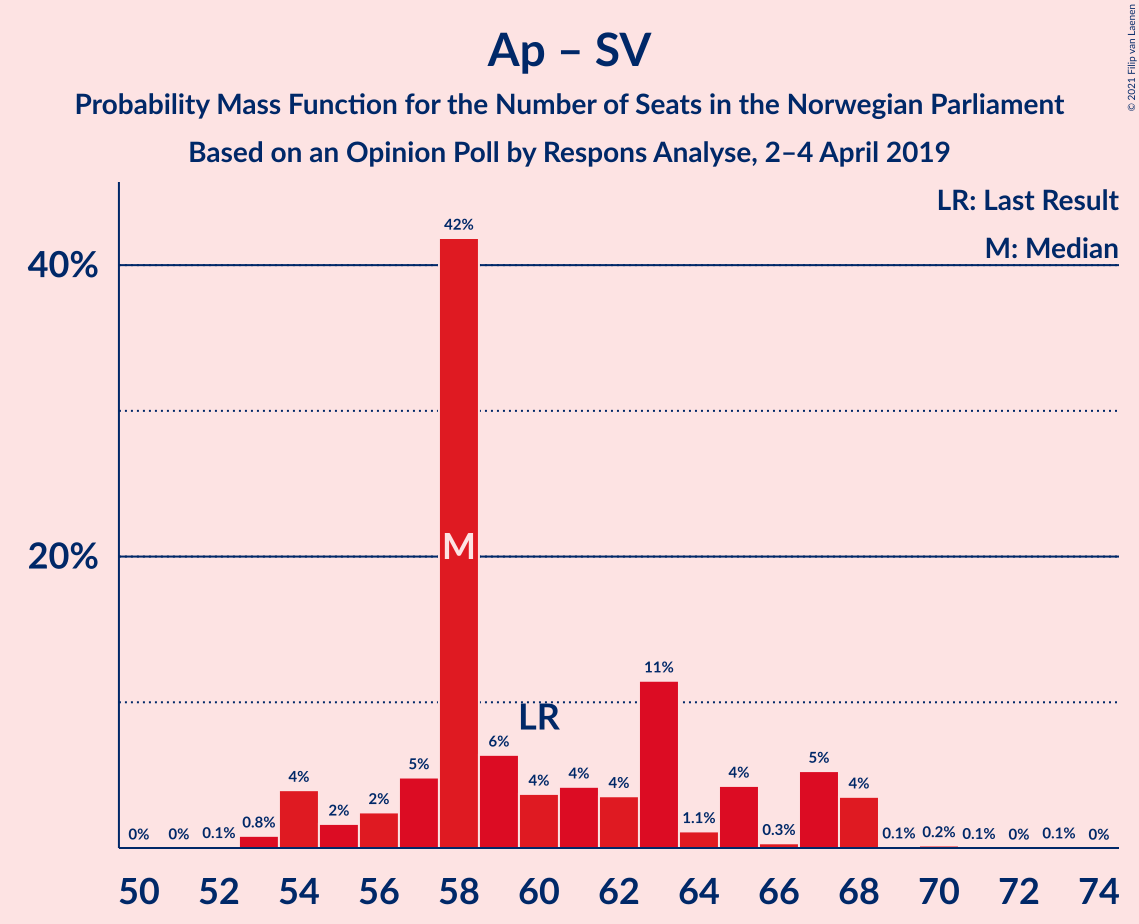 Ap – SV
Probability Mass Function for the Number of Seats in the Norwegian Parliament
Based on an Opinion Poll by Respons Analyse, 2–4 April 2019
© 2021 Filip van Laenen
LR: Last Result
M: Median
40%
20%
0% 0% 0.1% 0.8% 4% 2% 2% 5% 42% 6% 4% 4% 4% 11% 1.1% 4% 0.3% 5% 4% 0.1% 0.2% 0.1% 0% 0.1% 0%
M
LR
50 52 54 56 58 60 62 64 66 68 70 72 74